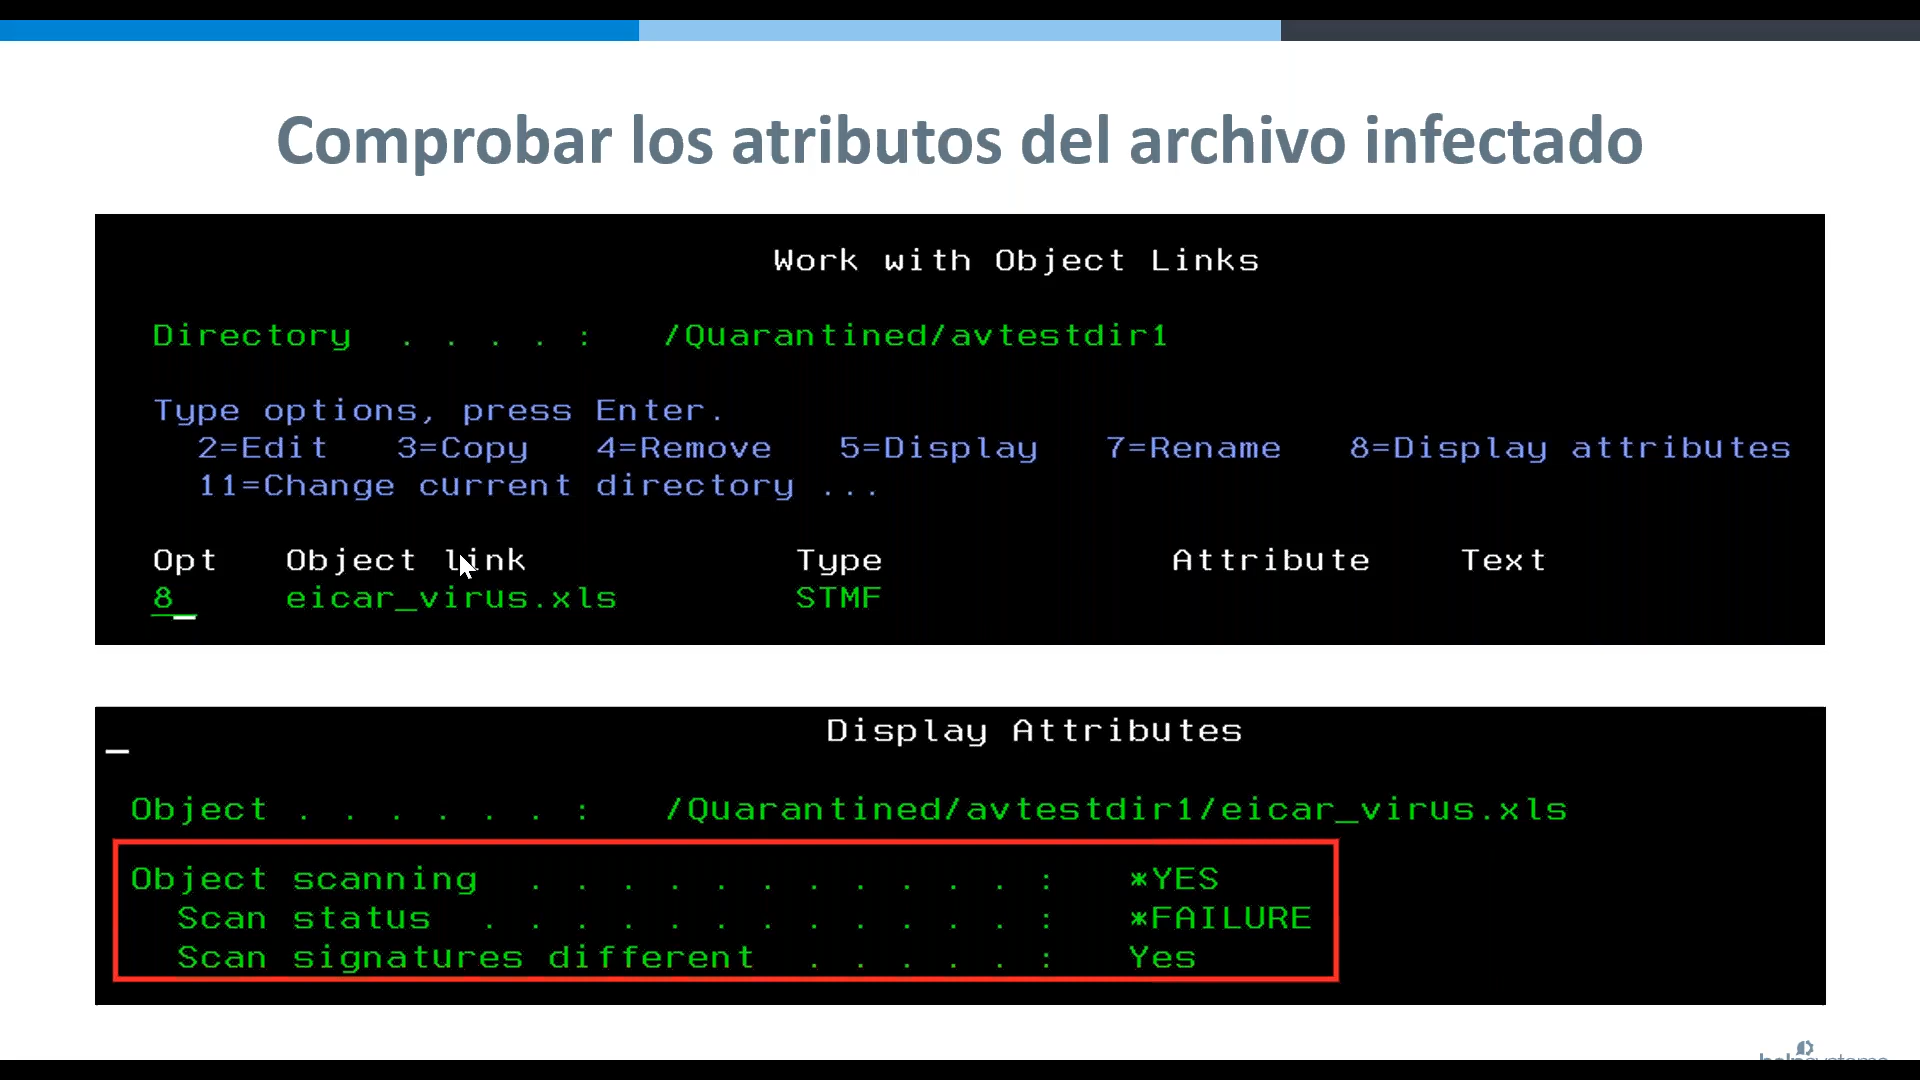 Comprobar los atributos del archivo infectado
Work with Object Links
Directory . . . . : /Quarantined/avtestdir1
Type options, press Enter.
2=Edit 3=Copy 4=Remove 5=Display 7=Rename 8=Display attributes
11=Change current directory ...
Opt Object link Type Attribute Text
8_ eicar_virus.xls STMF
Display Attributes
Object . . . . . . : /Quarantined/avtestdir1/eicar_virus.xls
Object scanning . . . . . . . . . . . : *YES
Scan status . . . . . . . . . . . . : *FAILURE
Scan signatures different . . . . . : Yes